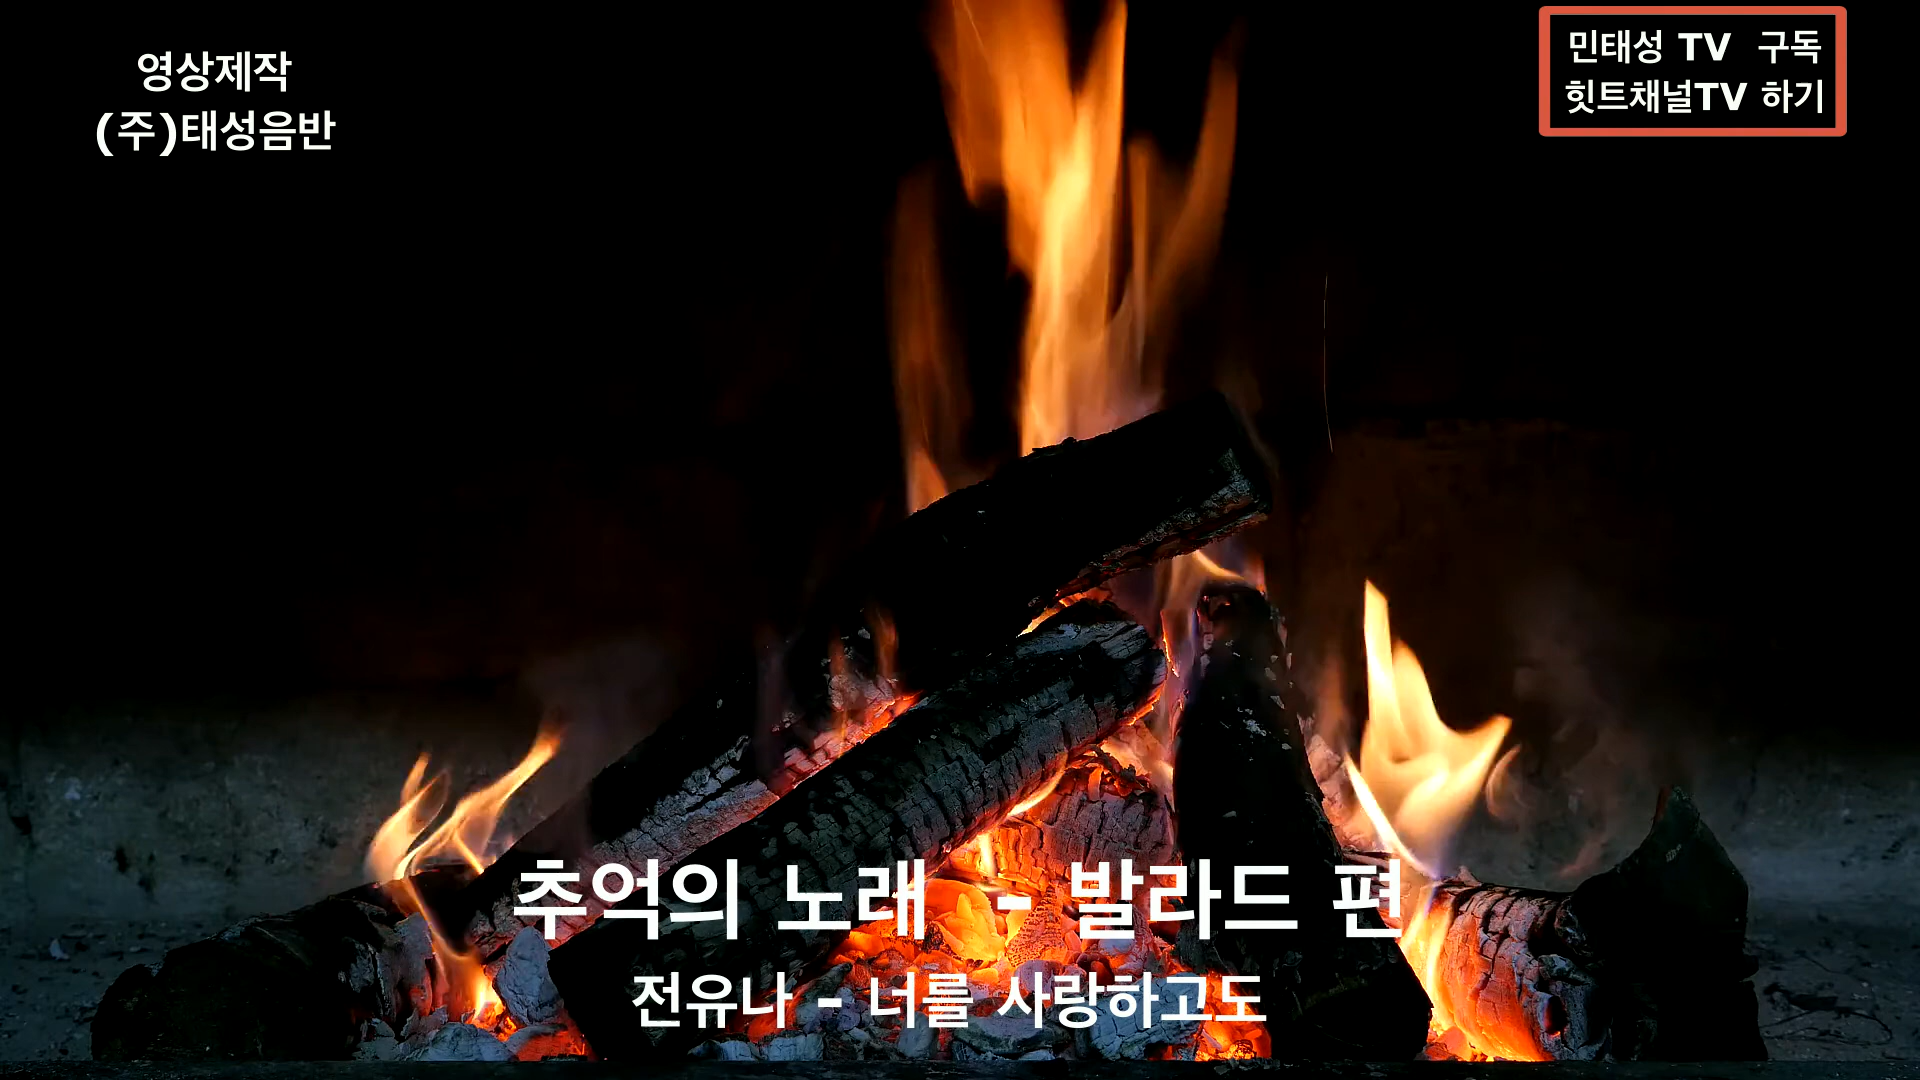 영상제작
(주)태성음반
민태성 TV 구독
힛트채널TV 하기
추억의 노래 - 발라드 편
전유나 - 너를 사랑하고도